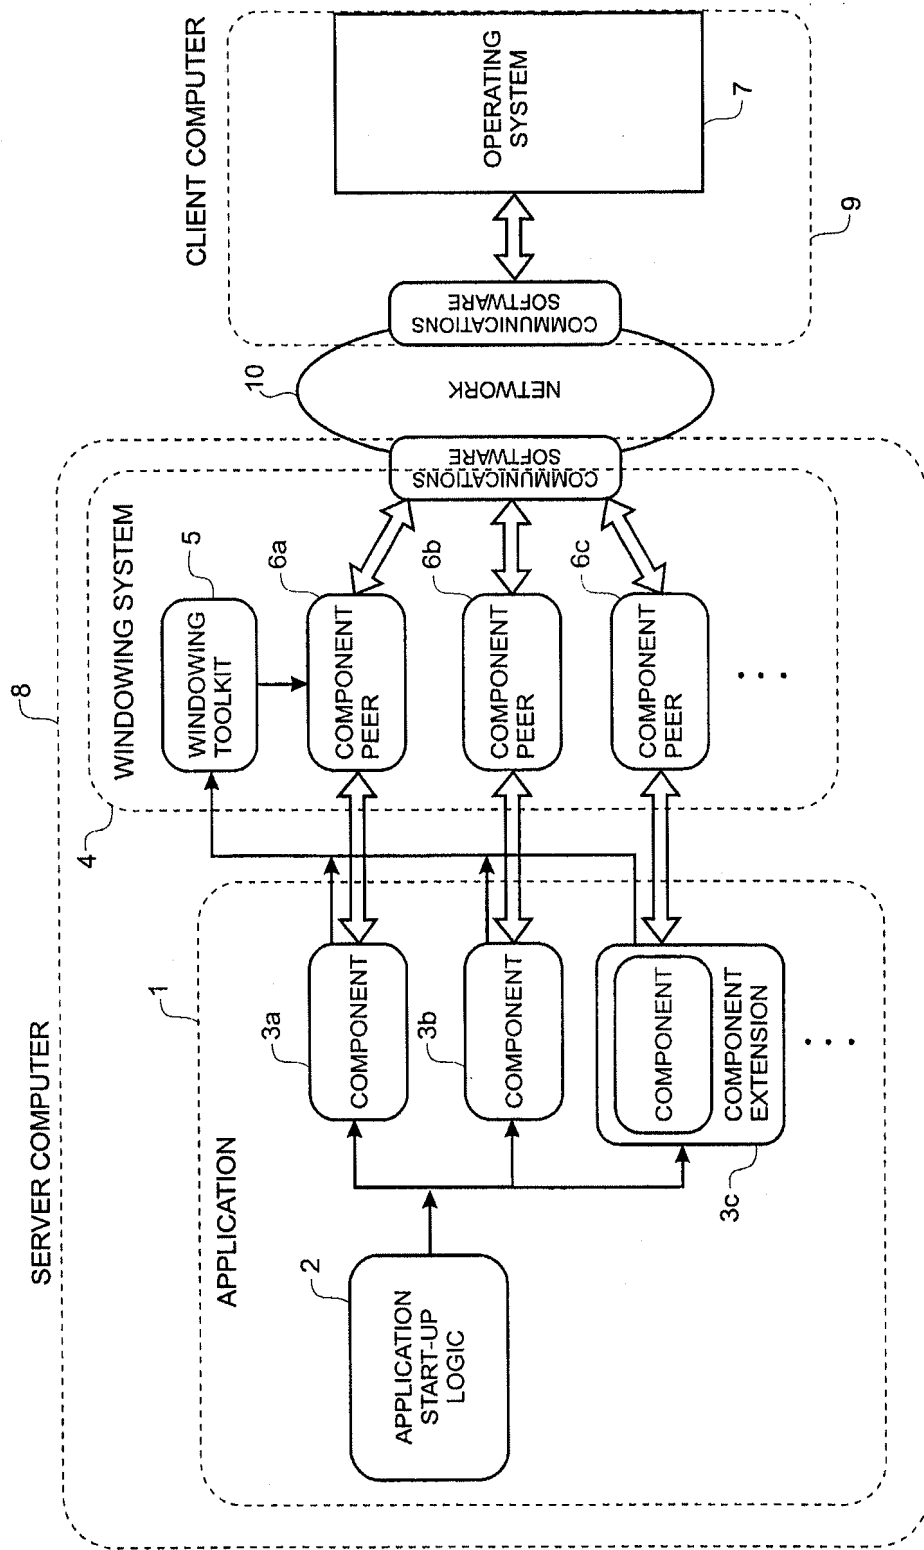 SERVER COMPUTER
8
APPLICATION
1
2
APPLICATION
START-UP
LOGIC
3a
COMPONENT
3b
COMPONENT
COMPONENT
COMPONENT
EXTENSION
3c
. . .
4
WINDOWING SYSTEM
5
WINDOWING
TOOLKIT
6a
COMPONENT
PEER
6b
COMPONENT
PEER
6c
COMPONENT
PEER
. . .
COMMUNICATIONS
SOFTWARE
10
NETWORK
CLIENT COMPUTER
COMMUNICATIONS
SOFTWARE
OPERATING
SYSTEM
7
9